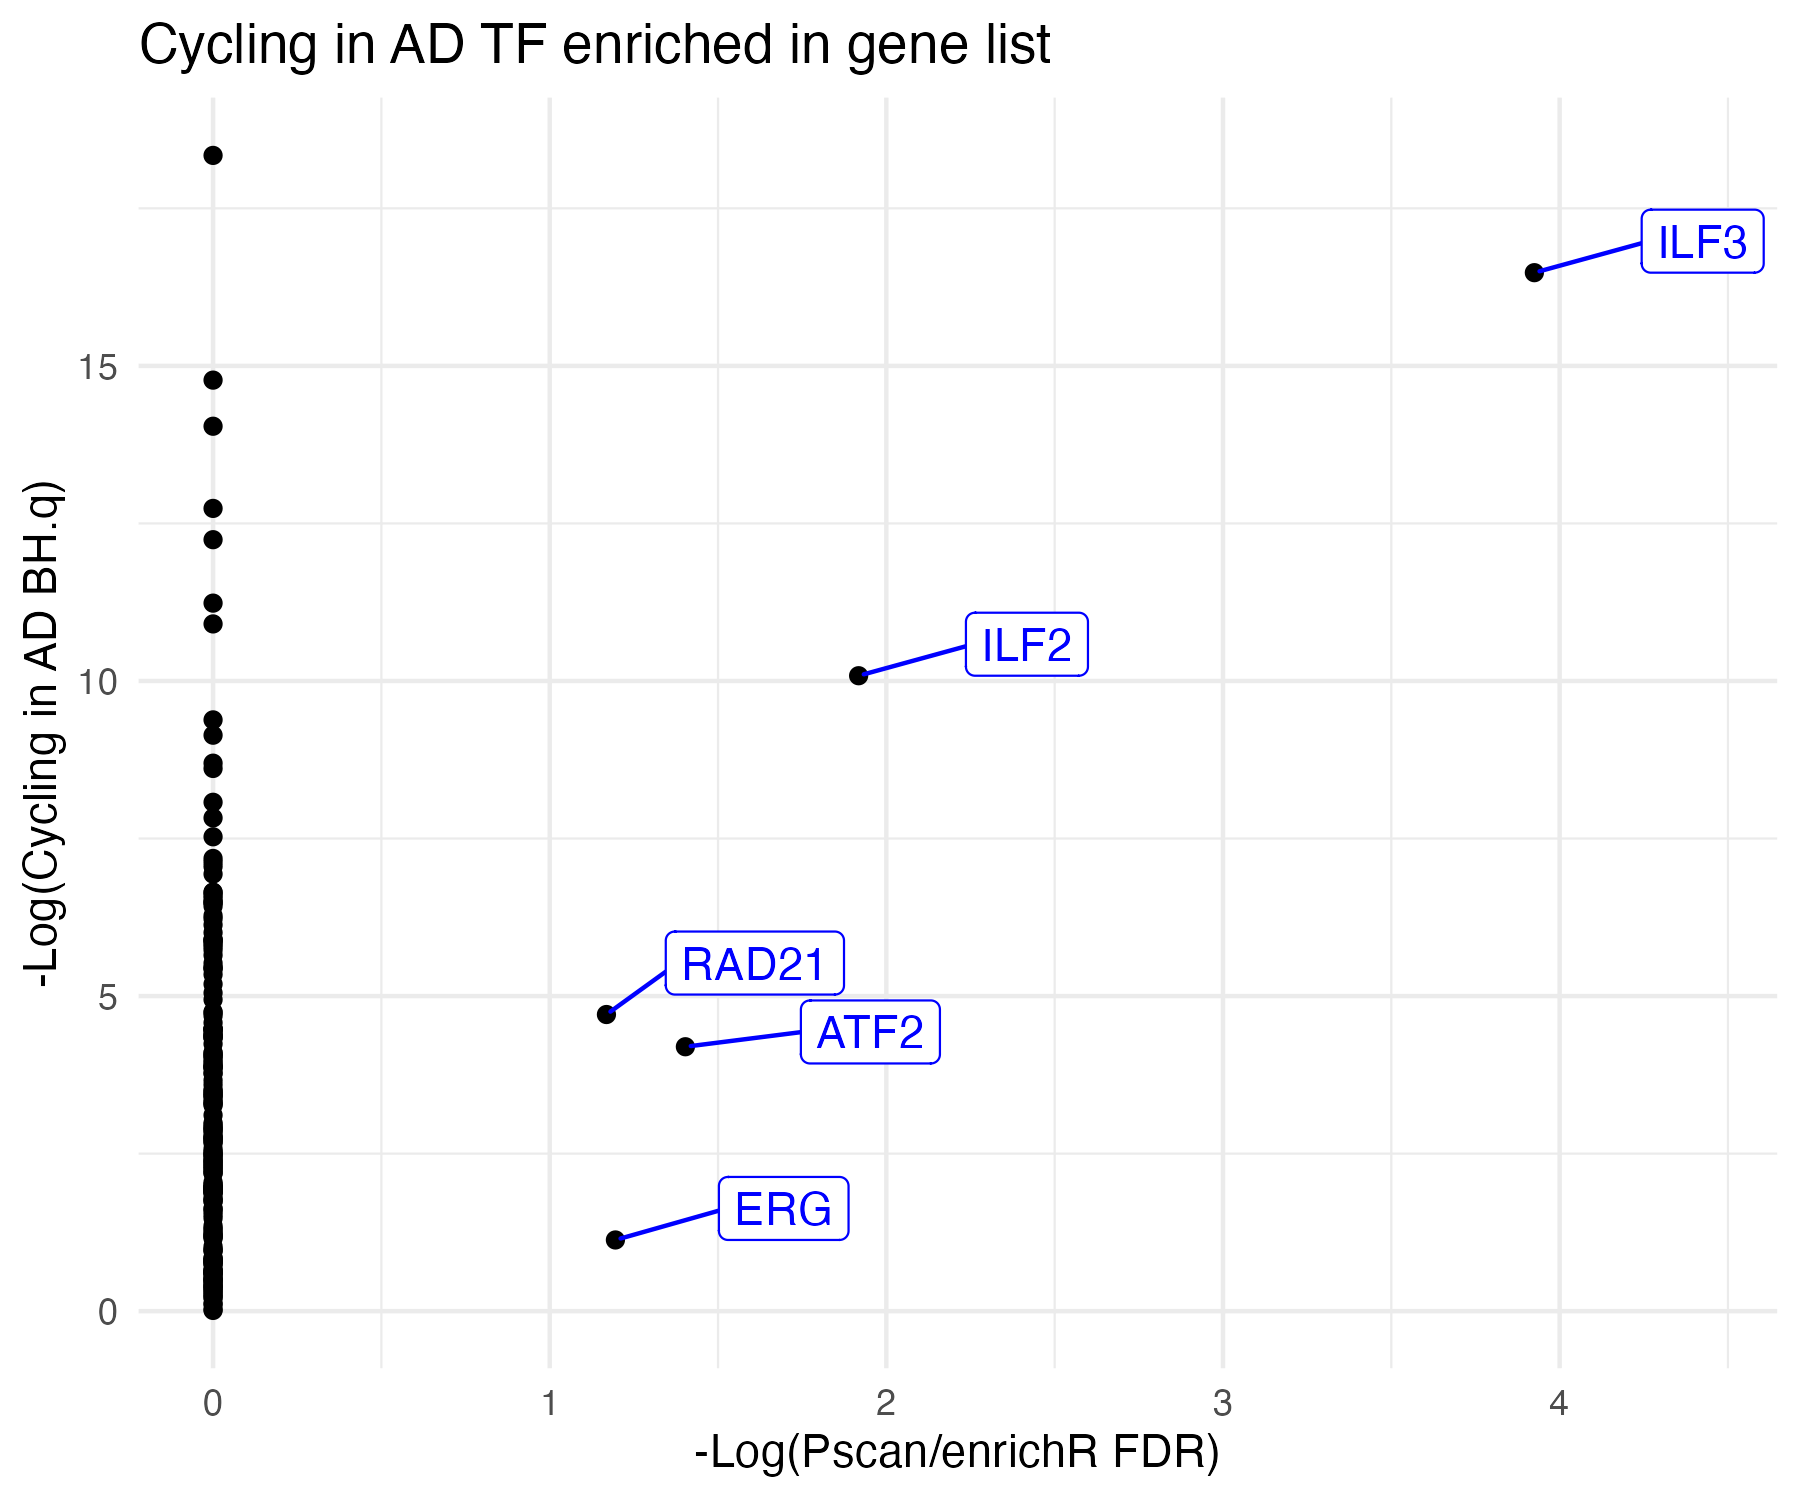 Cycling in AD TF enriched in gene list
-Log(Cycling in AD BH.q)
15
10
5
0
ILF3
ILF2
RAD21
ATF2
ERG
0 1 2 3 4
-Log(Pscan/enrichR FDR)